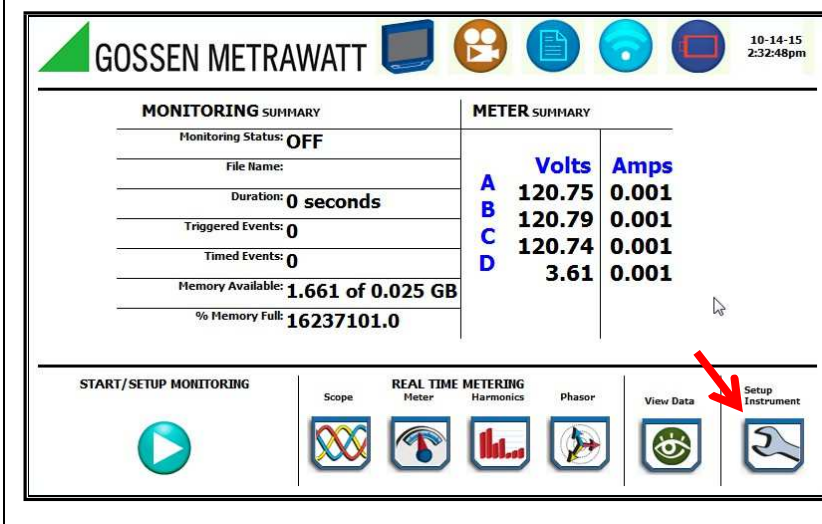 GOSSEN METRAWATT
10-14-15
2:32:48pm
MONITORING SUMMARY
Monitoring Status: OFF
File Name:
Duration: 0 seconds
Triggered Events: 0
Timed Events: 0
Memory Available: 1.661 of 0.025 GB
% Memory Full: 16237101.0
METER SUMMARY
Volts Amps
A 120.75 0.001
B 120.79 0.001
C 120.74 0.001
D 3.61 0.001
START/SETUP MONITORING
REAL TIME METERING
Scope Meter Harmonics Phasor
View Data
Setup
Instrument